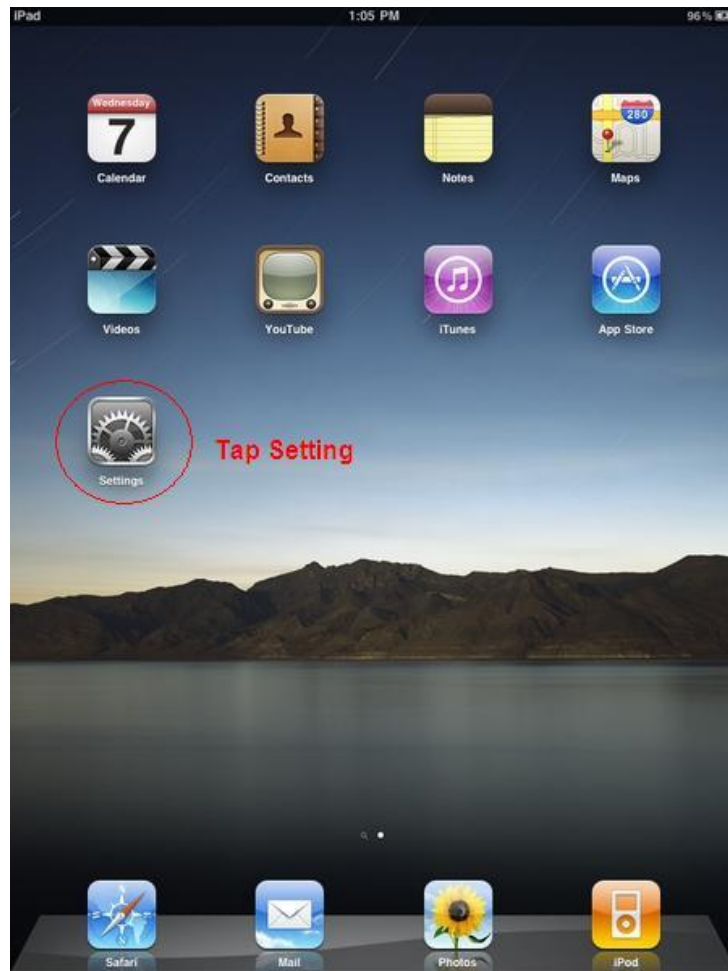 iPad 1:05 PM 96%
Wednesday
7
280
Calendar Contacts Notes Maps
Videos YouTube iTunes App Store
Tap Setting
Settings
N
S
Safari Mail Photos iPod